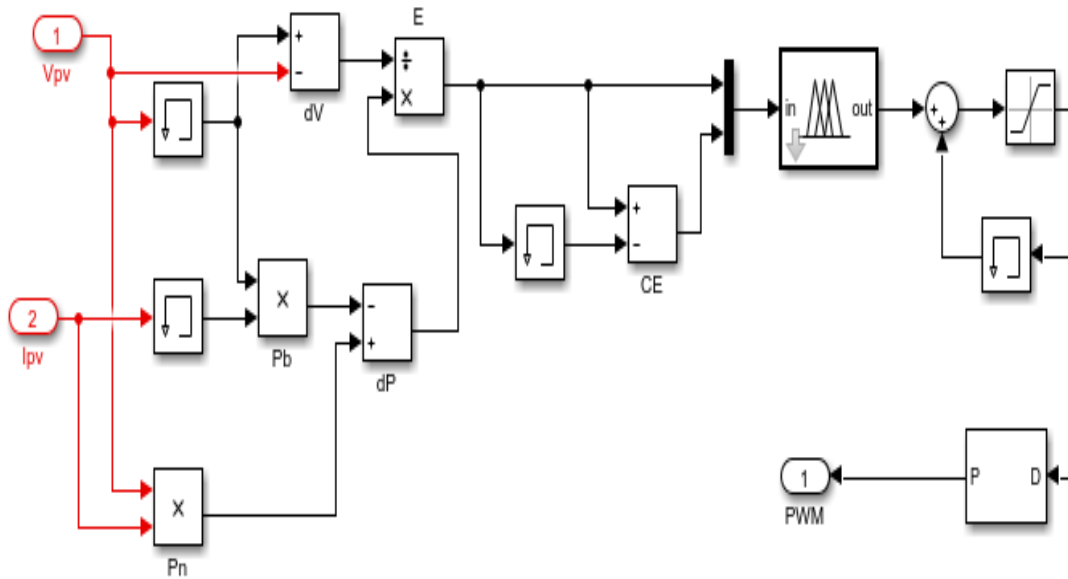 1
Vpv
+
−
dV
E
÷
×
in
out
+
+
+
−
CE
2
Ipv
×
Pb
−
+
dP
×
Pn
1
PWM
P
D